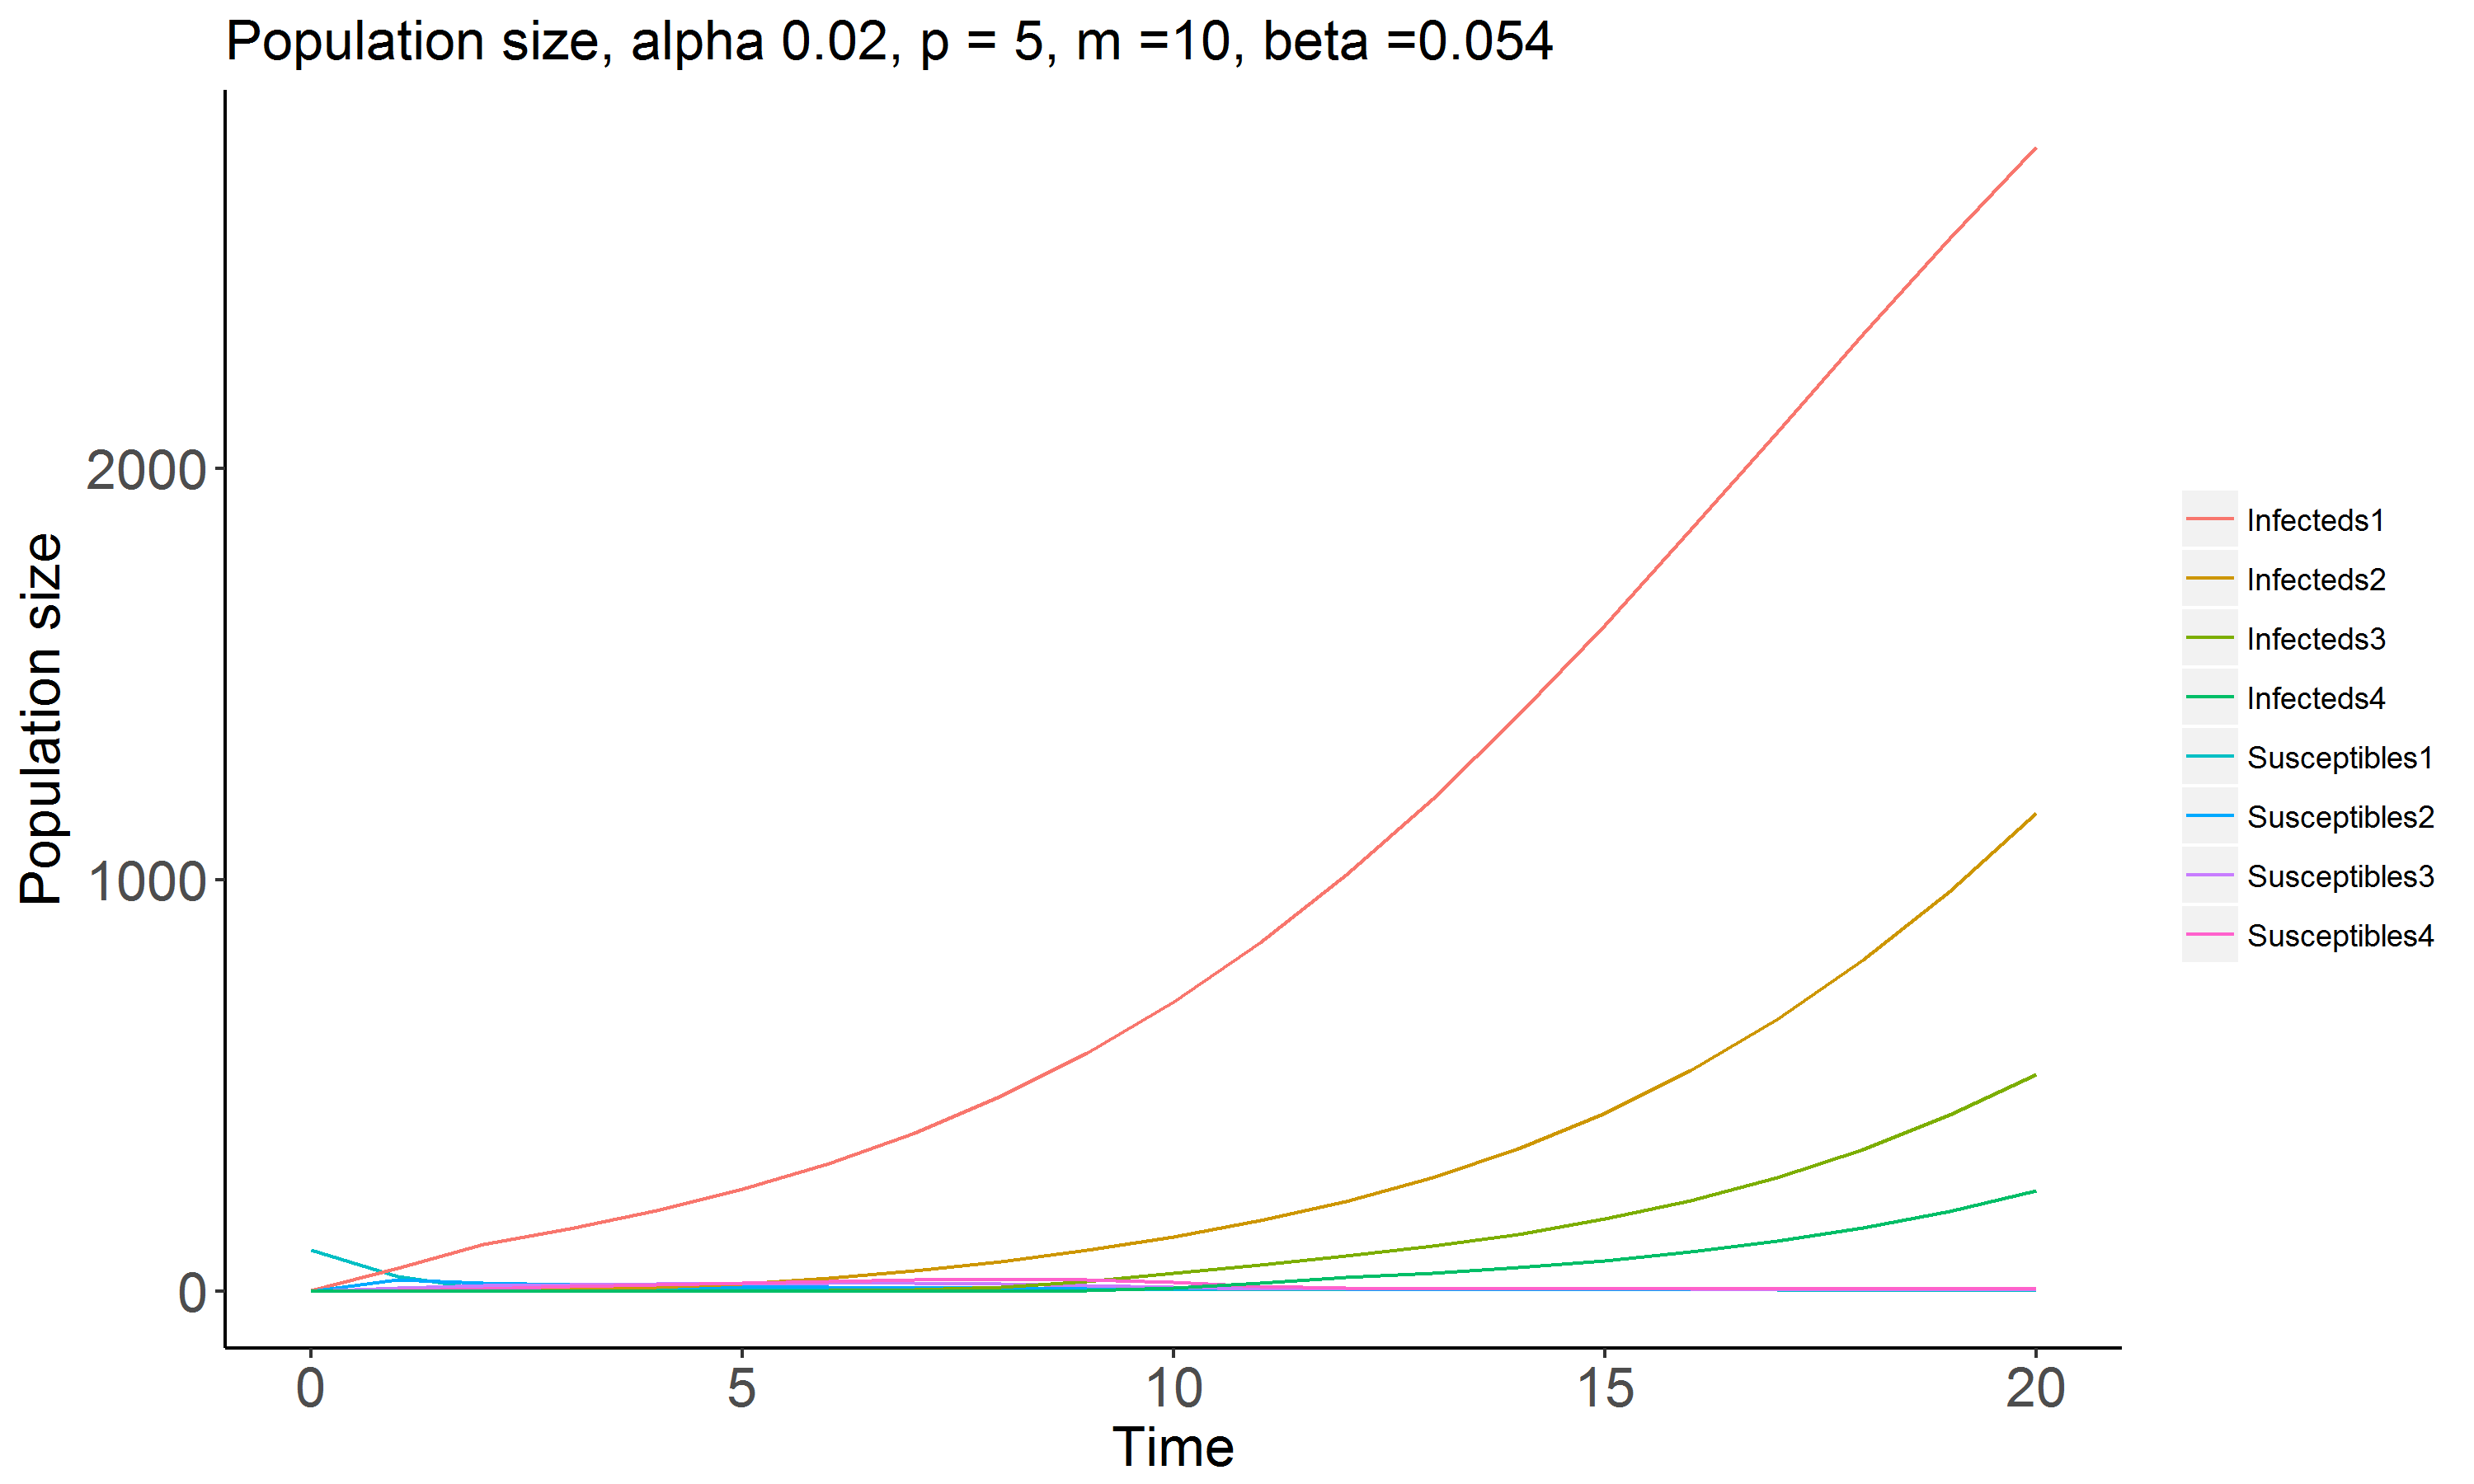 Population size, alpha 0.02, p = 5, m =10, beta =0.054
Population size
2000
1000
0
0 5 10 15 20
Time
Infecteds1
Infecteds2
Infecteds3
Infecteds4
Susceptibles1
Susceptibles2
Susceptibles3
Susceptibles4